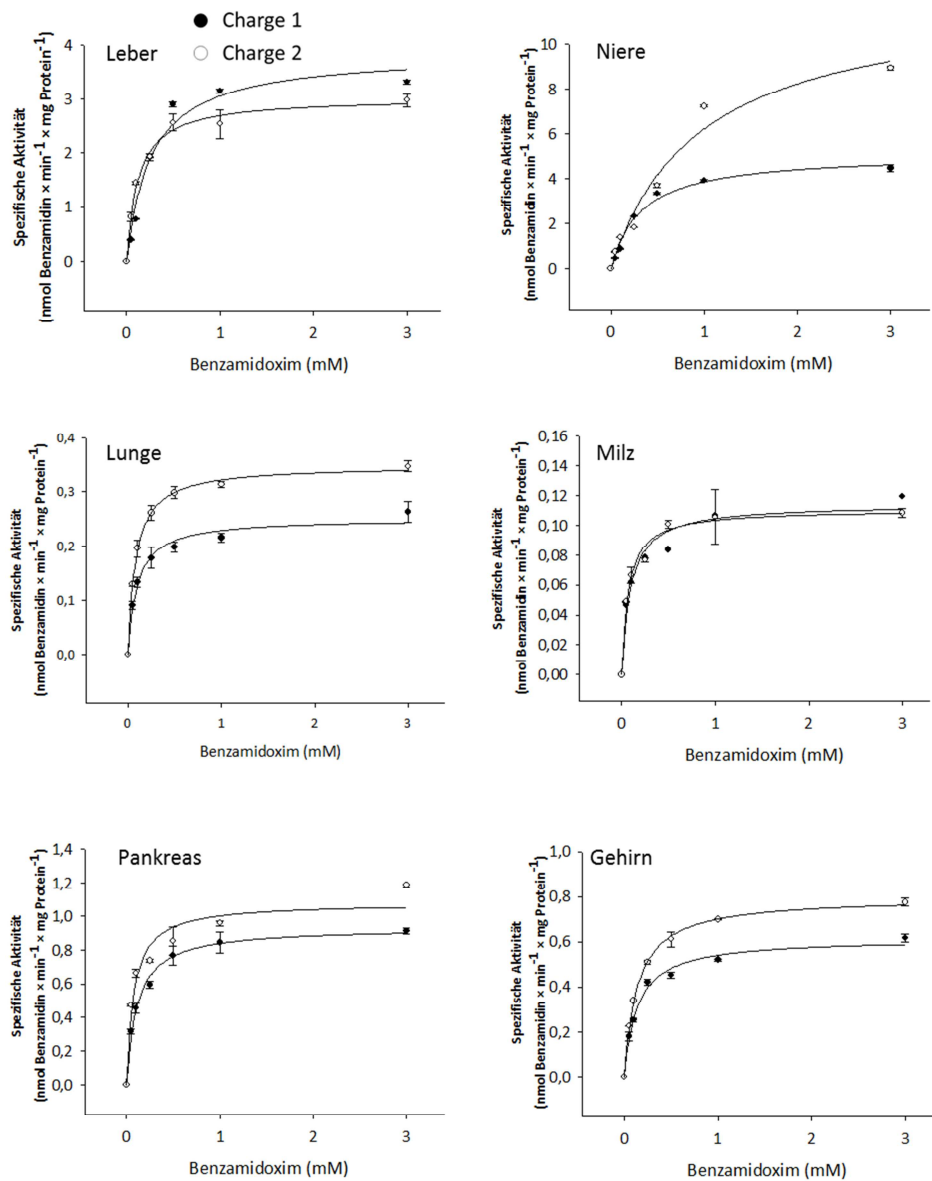 Charge 1
Charge 2
Leber
4
3
2
1
0
Spezifische Aktivität
(nmol Benzamidin × min⁻¹ × mg Protein⁻¹)
0 1 2 3
Benzamidoxim (mM)
Niere
10
8
6
4
2
0
Spezifische Aktivität
(nmol Benzamidin × min⁻¹ × mg Protein⁻¹)
0 1 2 3
Benzamidoxim (mM)
Lunge
0,4
0,3
0,2
0,1
0,0
Spezifische Aktivität
(nmol Benzamidin × min⁻¹ × mg Protein⁻¹)
0 1 2 3
Benzamidoxim (mM)
Milz
0,16
0,14
0,12
0,10
0,08
0,06
0,04
0,02
0,00
Spezifische Aktivität
(nmol Benzamidin × min⁻¹ × mg Protein⁻¹)
0 1 2 3
Benzamidoxim (mM)
Pankreas
1,4
1,2
1,0
0,8
0,6
0,4
0,2
0,0
Spezifische Aktivität
(nmol Benzamidin × min⁻¹ × mg Protein⁻¹)
0 1 2 3
Benzamidoxim (mM)
Gehirn
1,0
0,8
0,6
0,4
0,2
0,0
Spezifische Aktivität
(nmol Benzamidin × min⁻¹ × mg Protein⁻¹)
0 1 2 3
Benzamidoxim (mM)